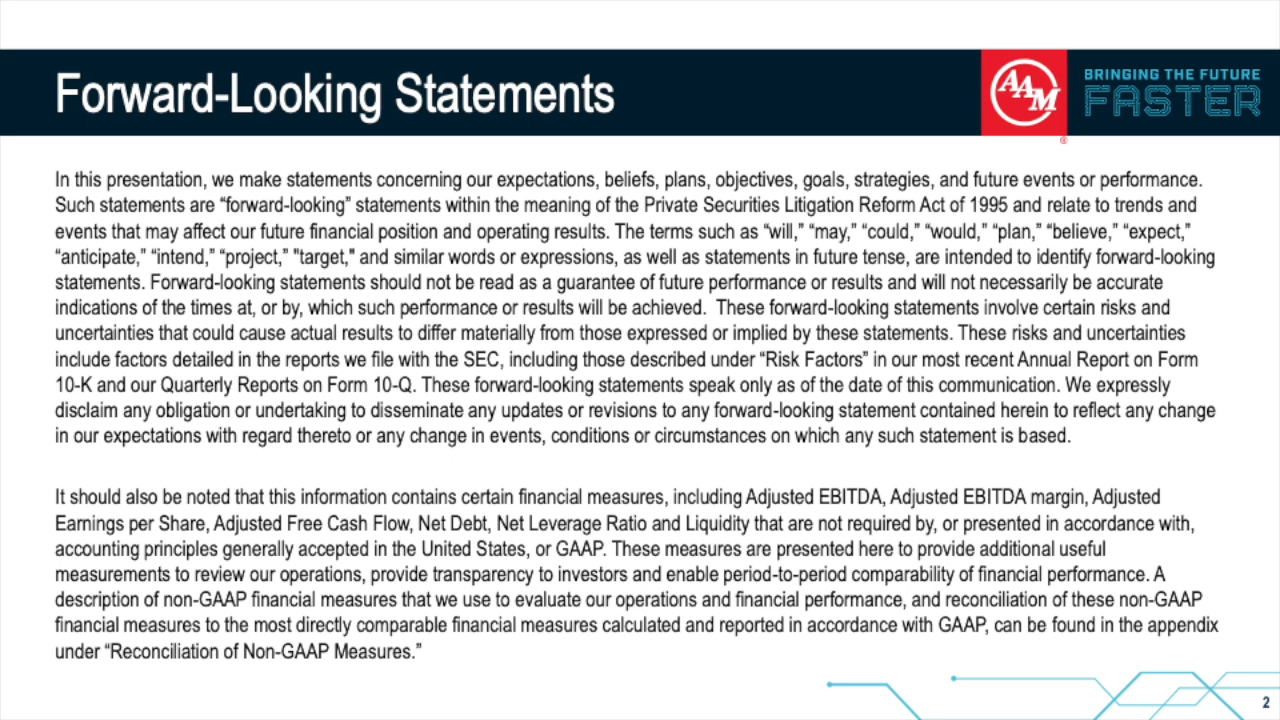 Forward-Looking Statements
AAM
BRINGING THE FUTURE
FASTER
In this presentation, we make statements concerning our expectations, beliefs, plans, objectives, goals, strategies, and future events or performance.
Such statements are “forward-looking” statements within the meaning of the Private Securities Litigation Reform Act of 1995 and relate to trends and
events that may affect our future financial position and operating results. The terms such as “will,” “may,” “could,” “would,” “plan,” “believe,” “expect,”
“anticipate,” “intend,” “project,” "target," and similar words or expressions, as well as statements in future tense, are intended to identify forward-looking
statements. Forward-looking statements should not be read as a guarantee of future performance or results and will not necessarily be accurate
indications of the times at, or by, which such performance or results will be achieved.  These forward-looking statements involve certain risks and
uncertainties that could cause actual results to differ materially from those expressed or implied by these statements. These risks and uncertainties
include factors detailed in the reports we file with the SEC, including those described under “Risk Factors” in our most recent Annual Report on Form
10-K and our Quarterly Reports on Form 10-Q. These forward-looking statements speak only as of the date of this communication. We expressly
disclaim any obligation or undertaking to disseminate any updates or revisions to any forward-looking statement contained herein to reflect any change
in our expectations with regard thereto or any change in events, conditions or circumstances on which any such statement is based.
It should also be noted that this information contains certain financial measures, including Adjusted EBITDA, Adjusted EBITDA margin, Adjusted
Earnings per Share, Adjusted Free Cash Flow, Net Debt, Net Leverage Ratio and Liquidity that are not required by, or presented in accordance with,
accounting principles generally accepted in the United States, or GAAP. These measures are presented here to provide additional useful
measurements to review our operations, provide transparency to investors and enable period-to-period comparability of financial performance. A
description of non-GAAP financial measures that we use to evaluate our operations and financial performance, and reconciliation of these non-GAAP
financial measures to the most directly comparable financial measures calculated and reported in accordance with GAAP, can be found in the appendix
under “Reconciliation of Non-GAAP Measures.”
2